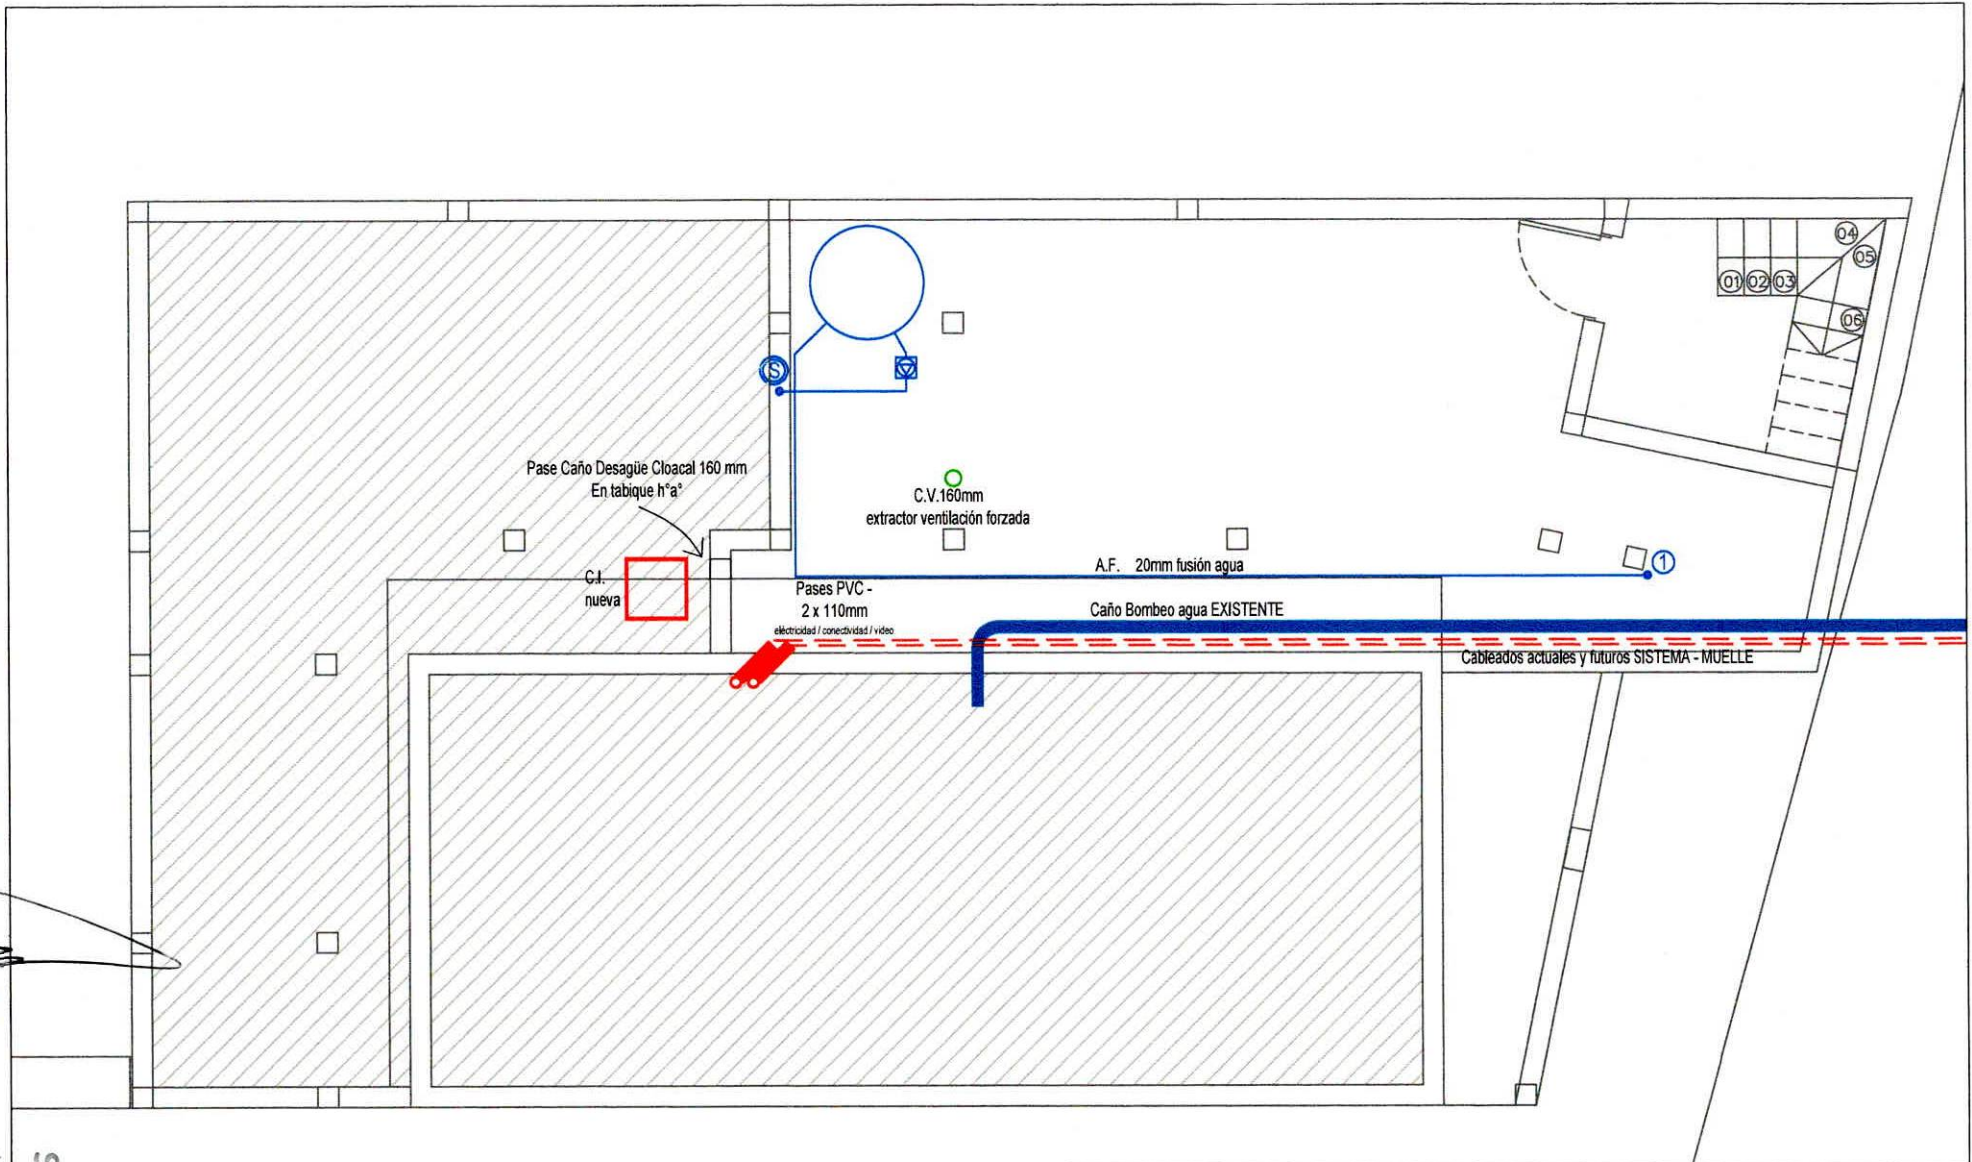 04
05
01 02 03
06
S
Pase Caño Desagüe Cloacal 160 mm
En tabique h°a°
C.V.160mm
extractor ventilación forzada
A.F. 20mm fusión agua
1
C.I.
nueva
Pases PVC -
2 x 110mm
eléctricidad / conectividad / video
Caño Bombeo agua EXISTENTE
Cableados actuales y futuros SISTEMA - MUELLE